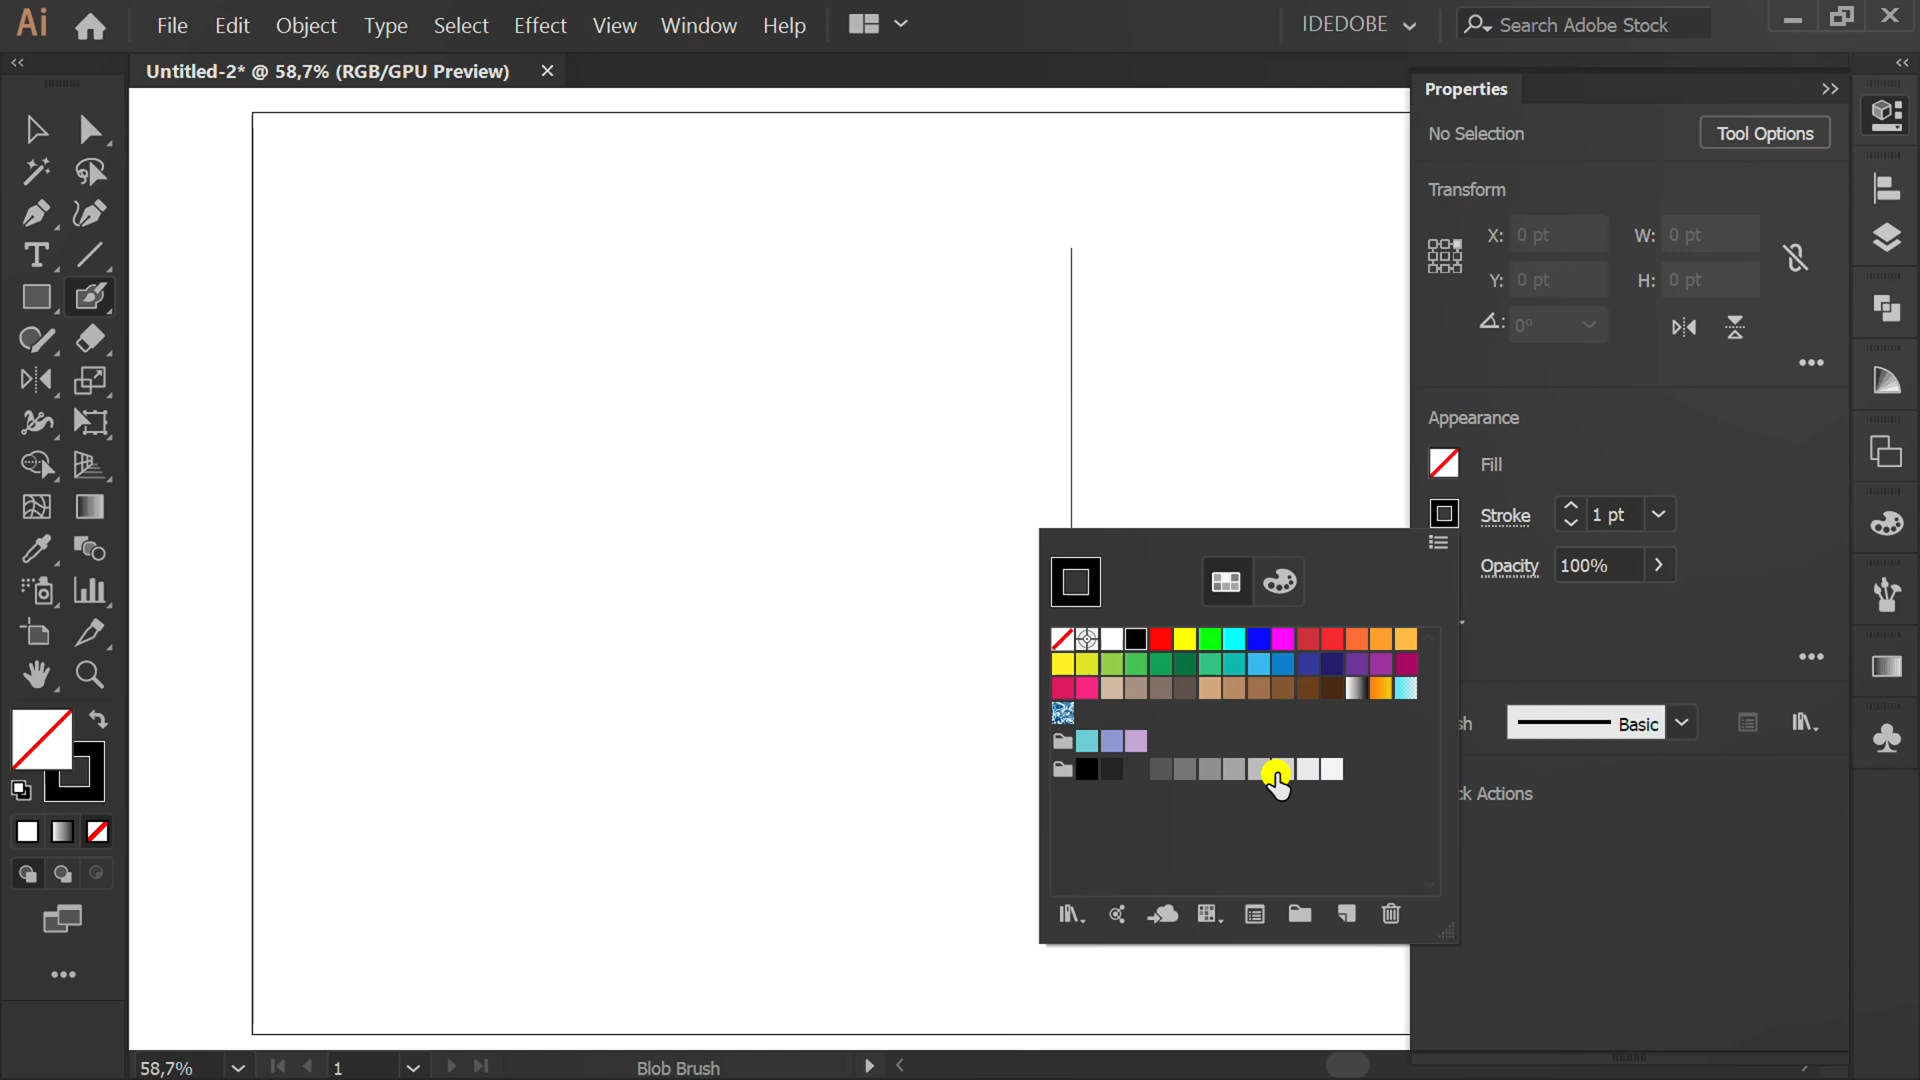 Ai File Edit Object Type Select Effect View Window Help IDEDOBE Search Adobe Stock
Untitled-2* @ 58,7% (RGB/GPU Preview)
Properties
No Selection Tool Options
Transform
X: 0 pt W: 0 pt
Y: 0 pt H: 0 pt
0°
Appearance
Fill
Stroke 1 pt
Opacity 100%
sh Basic
ck Actions
58,7% 1 Blob Brush